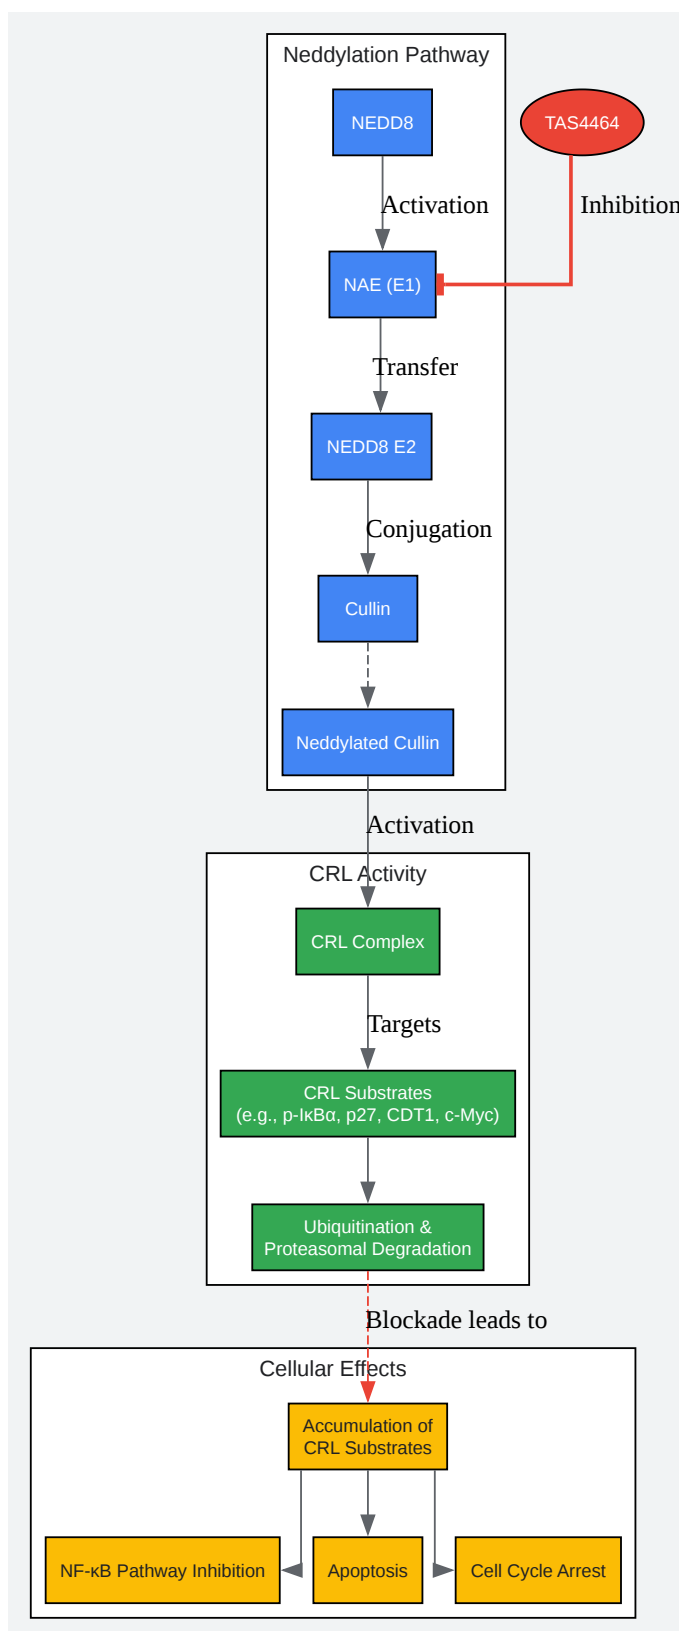 Neddylation Pathway
NEDD8
TAS4464
Activation
Inhibition
NAE (E1)
Transfer
NEDD8 E2
Conjugation
Cullin
Neddylated Cullin
Activation
CRL Activity
CRL Complex
Targets
CRL Substrates
(e.g., p-IκBα, p27, CDT1, c-Myc)
Ubiquitination &
Proteasomal Degradation
Blockade leads to
Cellular Effects
Accumulation of
CRL Substrates
NF-κB Pathway Inhibition
Apoptosis
Cell Cycle Arrest